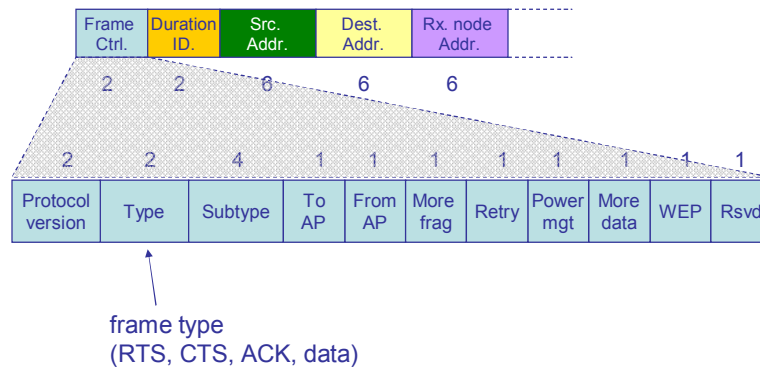 Frame Duration Src. Dest. Rx. node
Ctrl. ID. Addr. Addr. Addr.
2 2 6 6 6
2 2 4 1 1 1 1 1 1 1 1
Protocol Type Subtype To From More Retry Power More WEP Rsvd
version AP AP frag mgt data
frame type
(RTS, CTS, ACK, data)